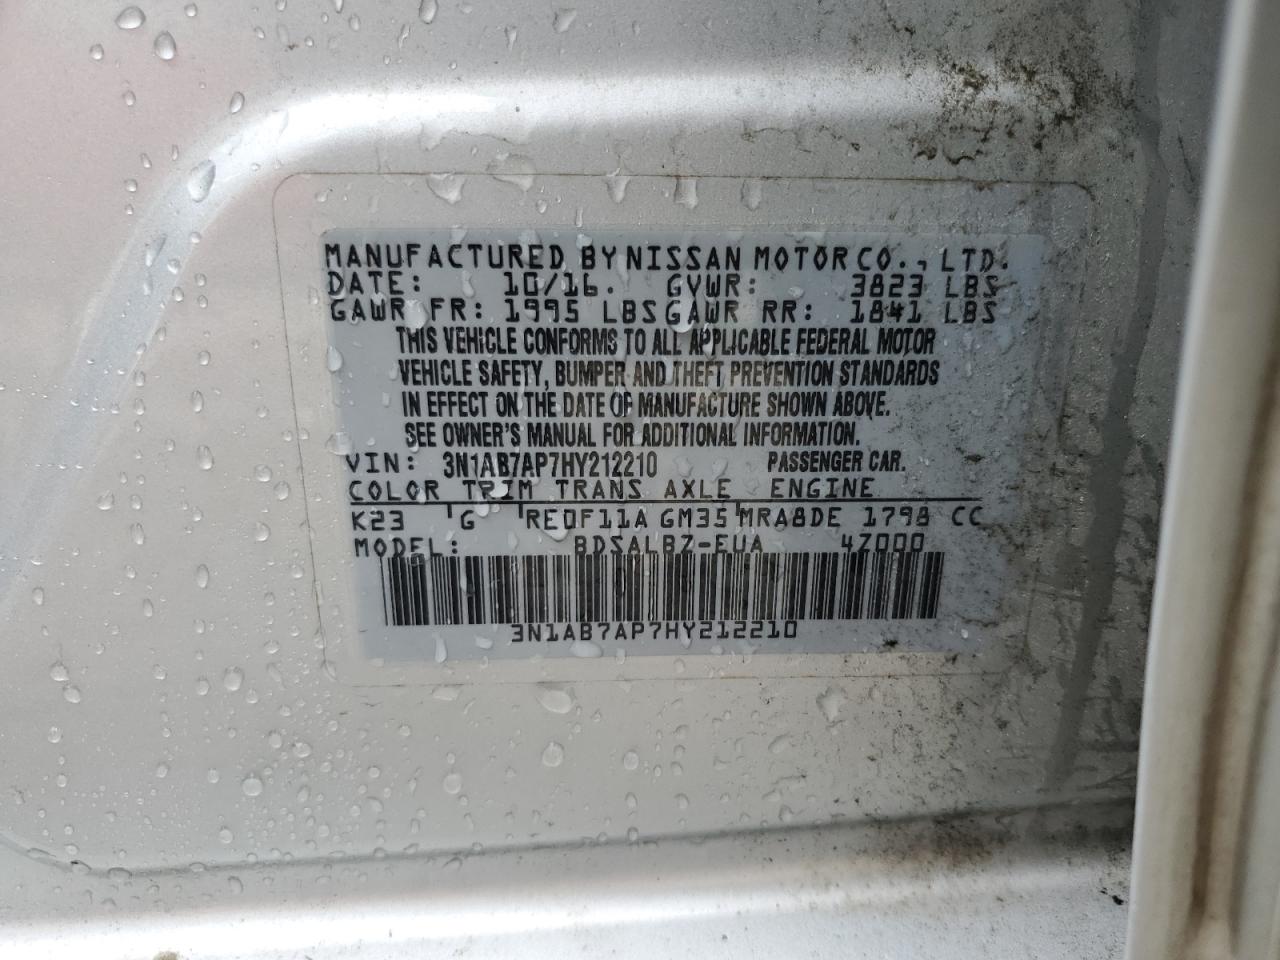 MANUFACTURED BY NISSAN MOTOR CO., LTD.
DATE: 10/16. GVWR: 3823 LBS
GAWR FR: 1995 LBS GAWR RR: 1841 LBS
THIS VEHICLE CONFORMS TO ALL APPLICABLE FEDERAL MOTOR
VEHICLE SAFETY, BUMPER AND THEFT PREVENTION STANDARDS
IN EFFECT ON THE DATE OF MANUFACTURE SHOWN ABOVE.
SEE OWNER'S MANUAL FOR ADDITIONAL INFORMATION.
VIN: 3N1AB7AP7HY212210 PASSENGER CAR.
COLOR TRIM TRANS AXLE ENGINE
K23 G RE0F11A GM35 MRA8DE 1798 CC
MODEL: BDSALBZ-EUA 4Z000
3N1AB7AP7HY212210